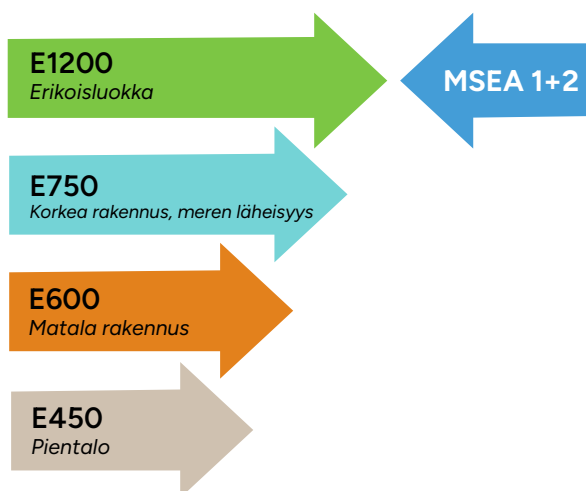 E1200
Erikoisluokka
MSEA 1+2
E750
Korkea rakennus, meren läheisyys
E600
Matala rakennus
E450
Pientalo